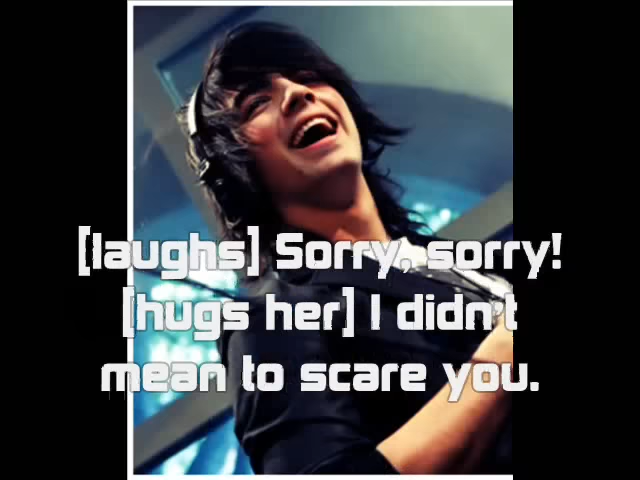 [laughs] Sorry, sorry!
[hugs her] I didn't
mean to scare you.